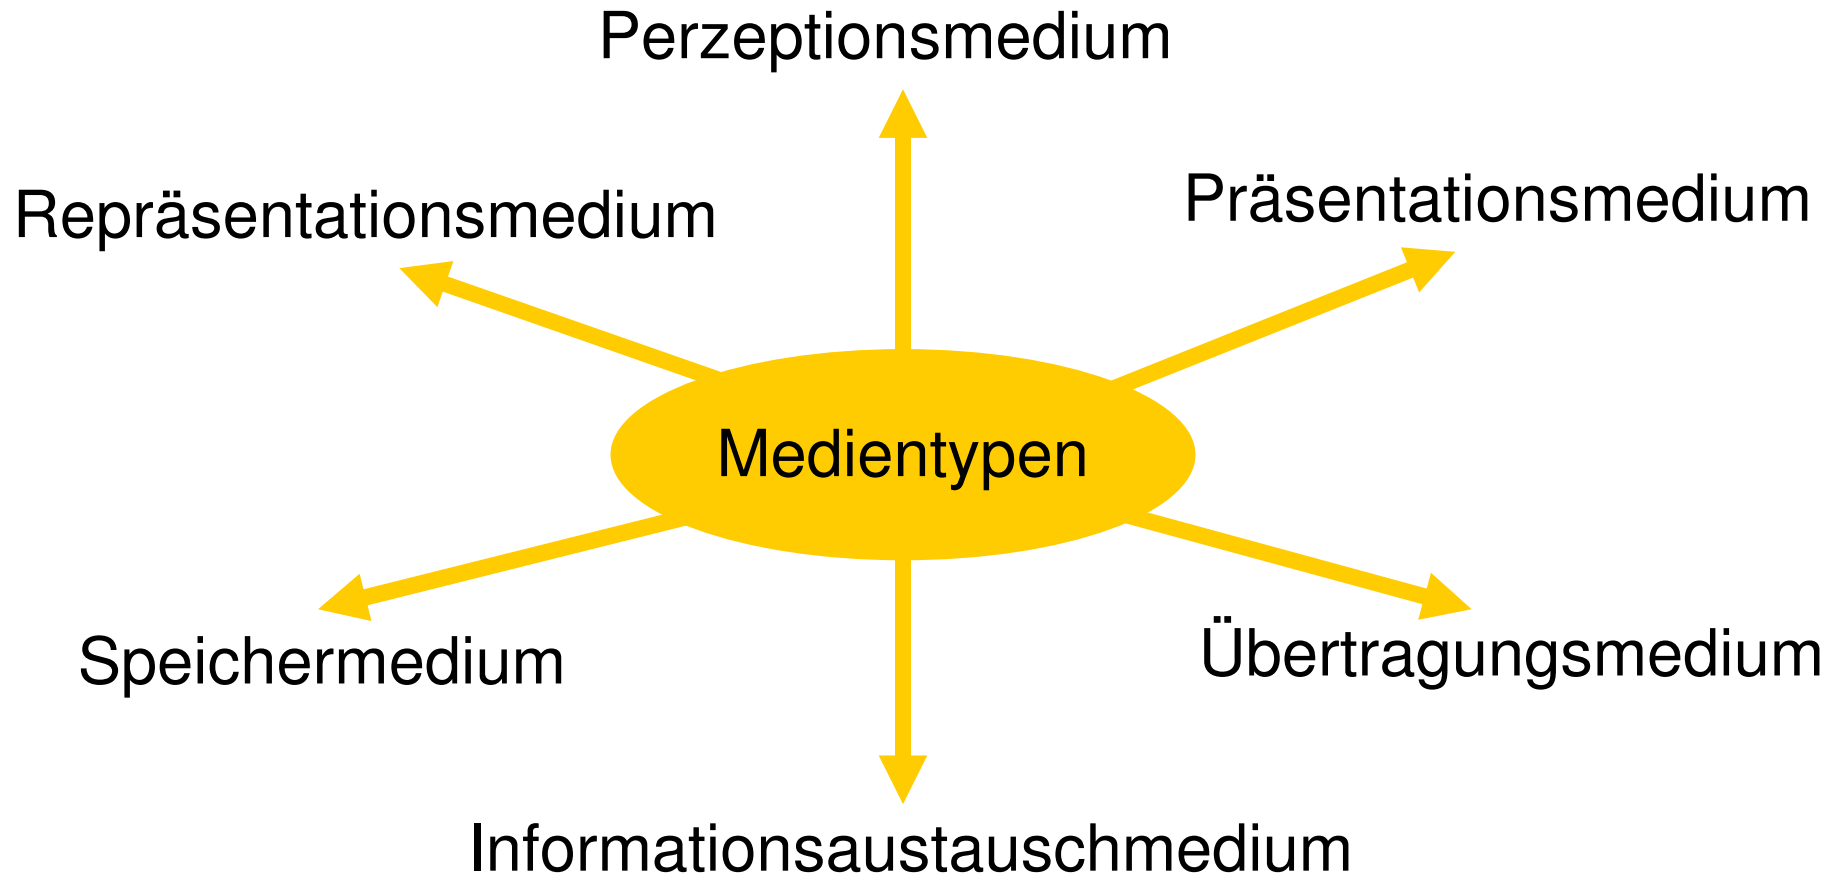 Perzeptionsmedium
Repräsentationsmedium
Präsentationsmedium
Medientypen
Speichermedium
Übertragungsmedium
Informationsaustauschmedium